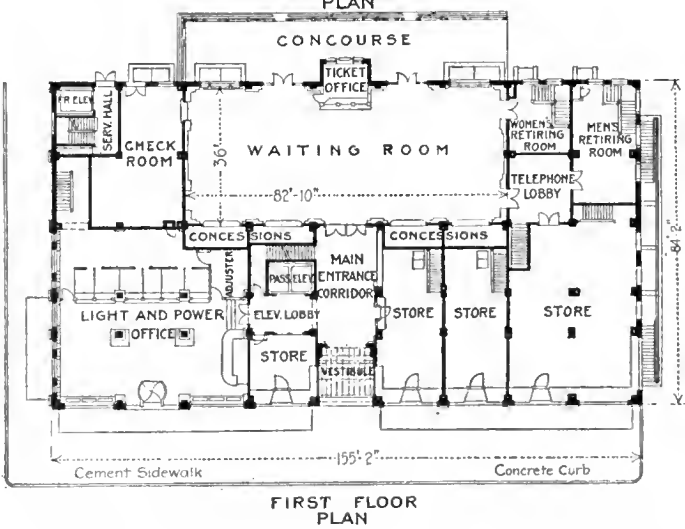 PLAN
CONCOURSE
TICKET
OFFICE
FR. ELEV.
SERV. HALL
CHECK
ROOM
36'
WAITING ROOM
82'-10"
WOMEN'S
RETIRING
ROOM
MEN'S
RETIRING
ROOM
TELEPHONE
LOBBY
84'-2"
CONCESSIONS
CONCESSIONS
ADJUSTER
PASS. ELEV.
MAIN
ENTRANCE
CORRIDOR
LIGHT AND POWER
OFFICE
ELEV. LOBBY
STORE
STORE
STORE
STORE
VESTIBULE
155'-2"
Cement Sidewalk
Concrete Curb
FIRST FLOOR
PLAN